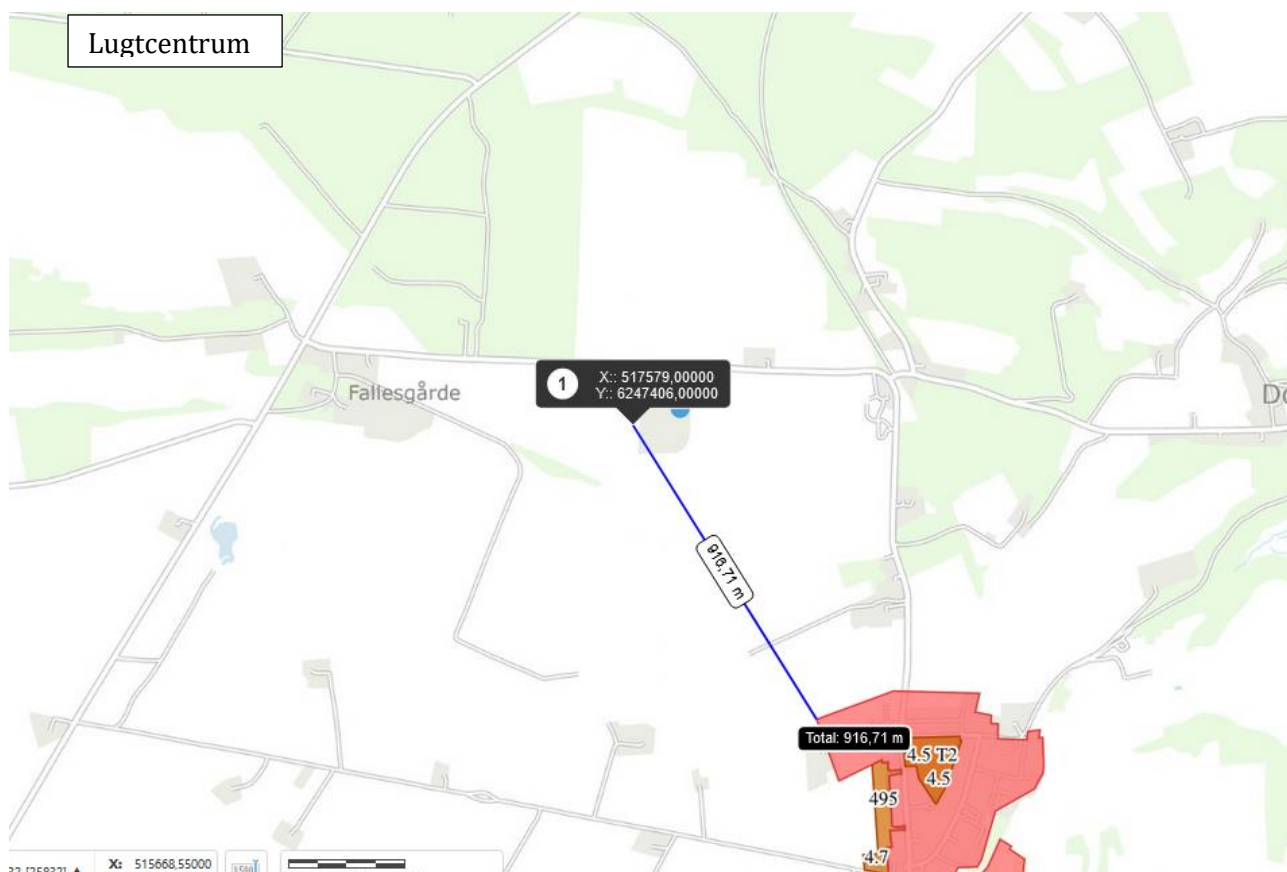 Lugtcentrum
Fallesgårde
1
X:: 517579,00000
Y:: 6247406,00000
916,71 m
Total: 916,71 m
4.5 T2
4.5
495
4.7
X: 515668,55000